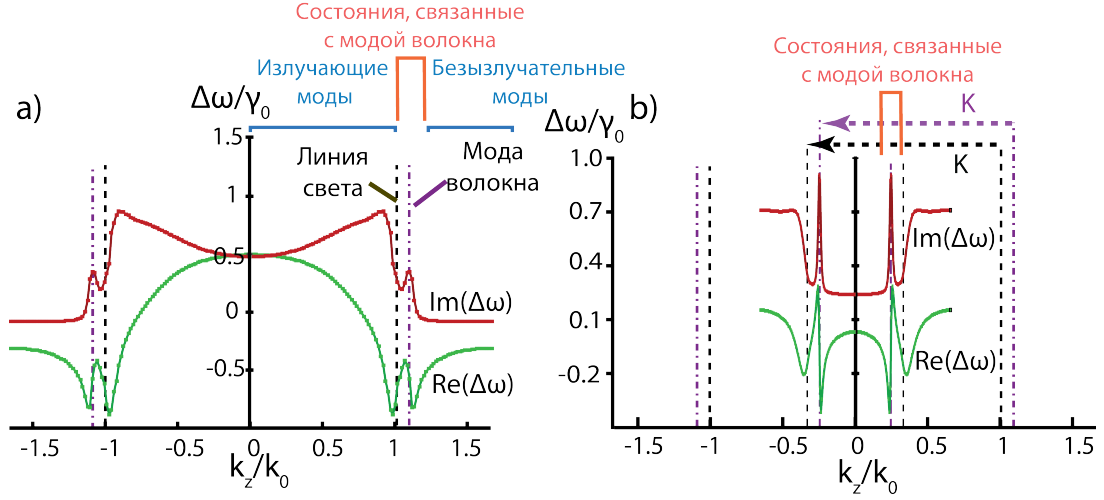 a)
Состояния, связанные
с модой волокна
Излучающие
моды
Безызлучательные
моды
Δω/γ₀
1.5
1
0.5
0
-0.5
Линия
света
Мода
волокна
Im(Δω)
Re(Δω)
-1.5
-1
-0.5
0
0.5
1
1.5
k_z/k₀
b)
Состояния, связанные
с модой волокна
Δω/γ₀
K
K
1.0
0.7
0.4
0.1
-0.2
Im(Δω)
Re(Δω)
-1.5
-1
-0.5
0
0.5
1
1.5
k_z/k₀